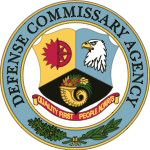 DEFENSE COMMISSARY AGENCY
QUALITY FIRST PEOPLE ALWAYS